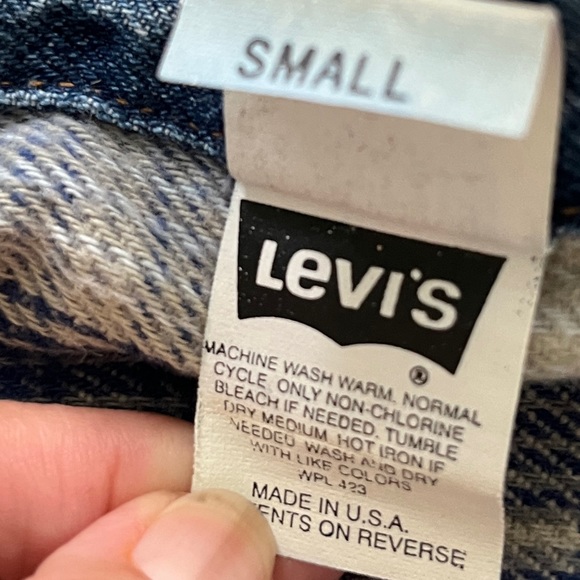 SMALL
LEVI'S ®
MACHINE WASH WARM, NORMAL
CYCLE, ONLY NON-CHLORINE
BLEACH IF NEEDED. TUMBLE
DRY MEDIUM. HOT IRON IF
NEEDED. WASH AND DRY
WITH LIKE COLORS
WPL 423
MADE IN U.S.A.
ENTS ON REVERSE